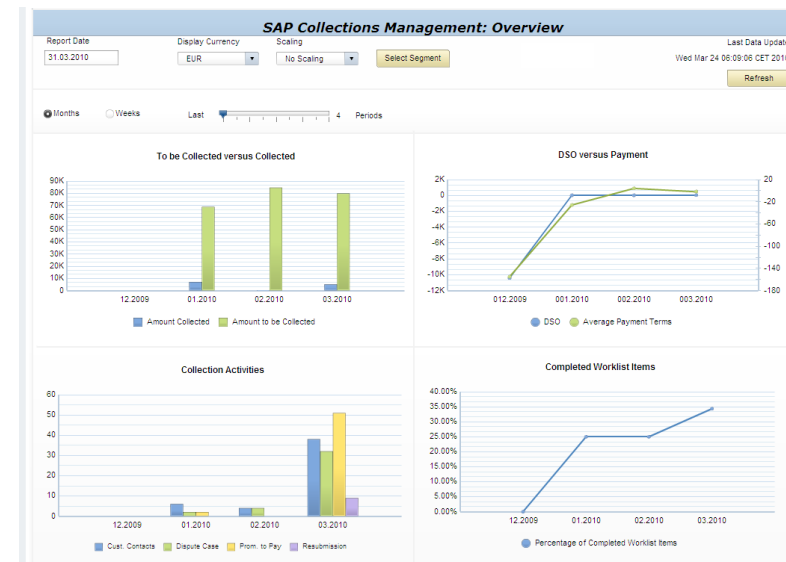 SAP Collections Management: Overview
Report Date Display Currency Scaling Last Data Update
31.03.2010 EUR No Scaling Select Segment Wed Mar 24 06:09:06 CET 2010
Refresh
Months Weeks Last 4 Periods
To be Collected versus Collected
90K
80K
70K
60K
50K
40K
30K
20K
10K
0
12.2009 01.2010 02.2010 03.2010
Amount Collected Amount to be Collected
DSO versus Payment
2K 20
0
-2K -20
-4K -60
-6K
-8K -100
-10K -140
-12K -180
012.2009 001.2010 002.2010 003.2010
DSO Average Payment Terms
Collection Activities
60
50
40
30
20
10
0
12.2009 01.2010 02.2010 03.2010
Cust. Contacts Dispute Case Prom. to Pay Resubmission
Completed Worklist Items
40.00%
35.00%
30.00%
25.00%
20.00%
15.00%
10.00%
5.00%
0.00%
12.2009 01.2010 02.2010 03.2010
Percentage of Completed Worklist Items